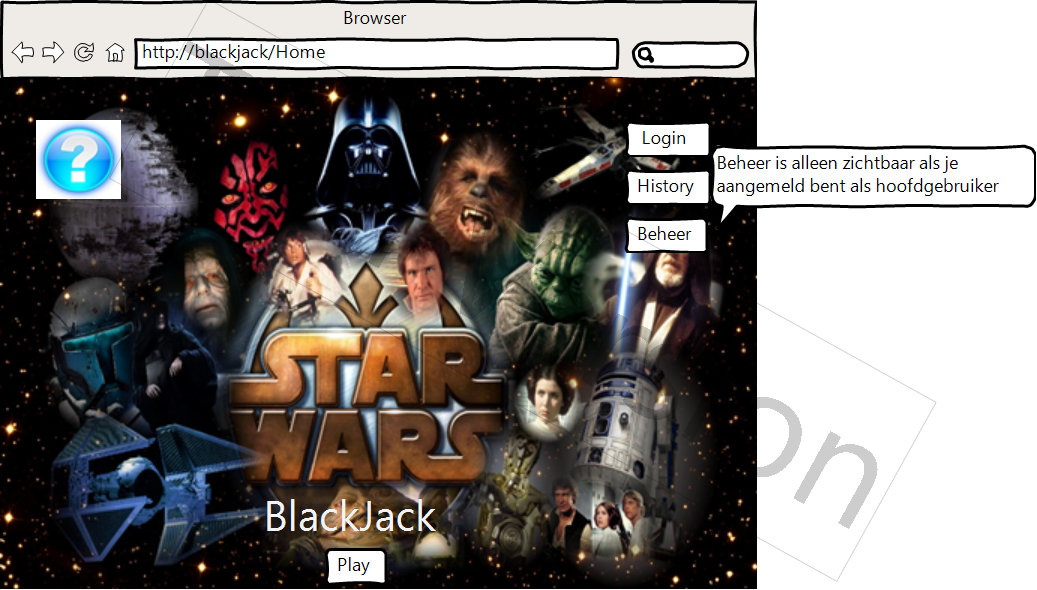 Browser
http://blackjack/Home
?
Login
History
Beheer is alleen zichtbaar als je
aangemeld bent als hoofdgebruiker
Beheer
STAR
WARS
BlackJack
Play
on